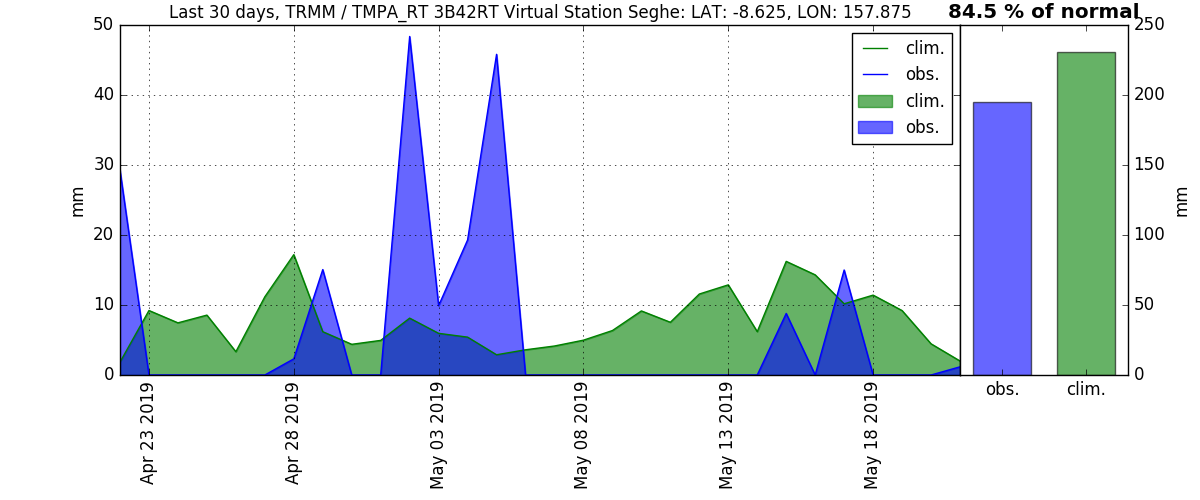 Last 30 days, TRMM / TMPA_RT 3B42RT Virtual Station Seghe: LAT: -8.625, LON: 157.875
84.5 % of normal
50
40
30
20
10
0
mm
clim.
obs.
clim.
obs.
250
200
150
100
50
0
mm
Apr 23 2019
Apr 28 2019
May 03 2019
May 08 2019
May 13 2019
May 18 2019
obs.
clim.